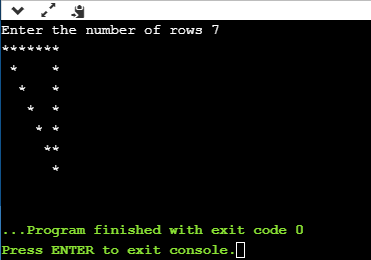 Enter the number of rows 7
*******
 *    *
  *   *
   *  *
    * *
     **
      *
...Program finished with exit code 0
Press ENTER to exit console.